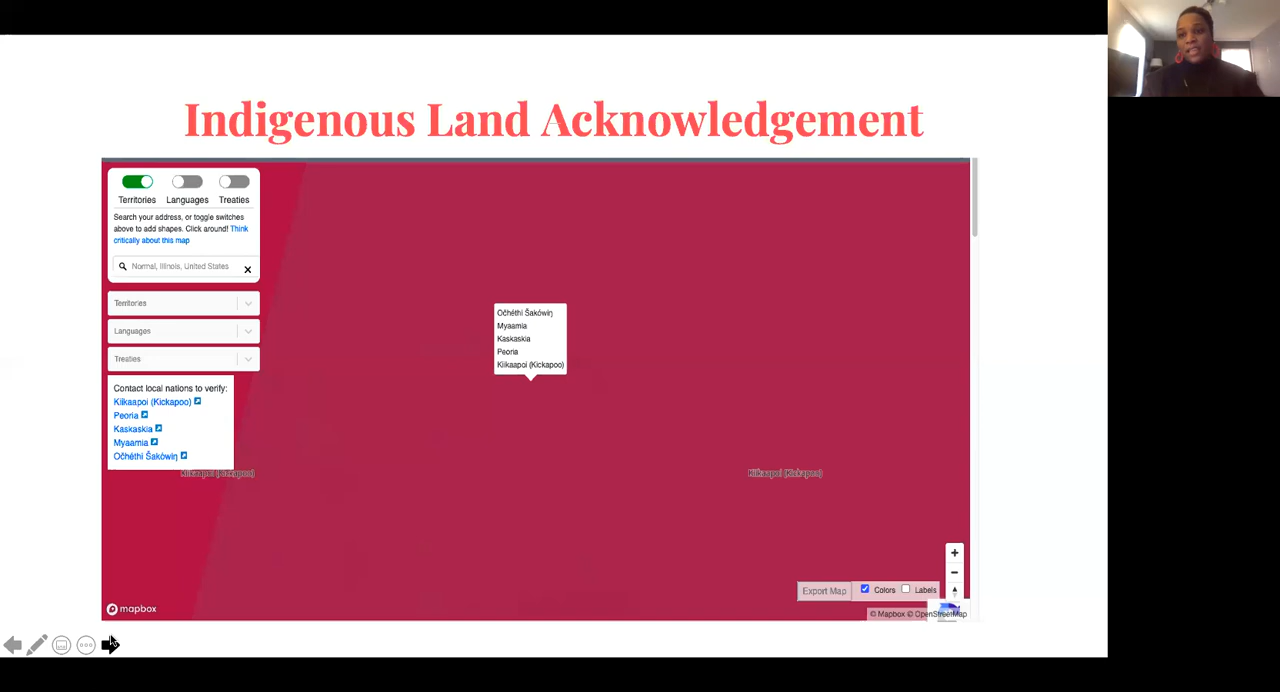 Indigenous Land Acknowledgement
Territories
Languages
Treaties
Search your address, or toggle switches
above to add shapes. Click around! Think
critically about this map
Normal, Illinois, United States
Territories
Languages
Treaties
Contact local nations to verify:
Kiikaapoi (Kickapoo)
Peoria
Kaskaskia
Myaamia
Očhéthi Šakówiŋ
Očhéthi Šakówiŋ
Myaamia
Kaskaskia
Peoria
Kiikaapoi (Kickapoo)
Kiikaapoi (Kickapoo)
Kiikaapoi (Kickapoo)
Export Map
Colors
Labels
mapbox
© Mapbox © OpenStreetMap